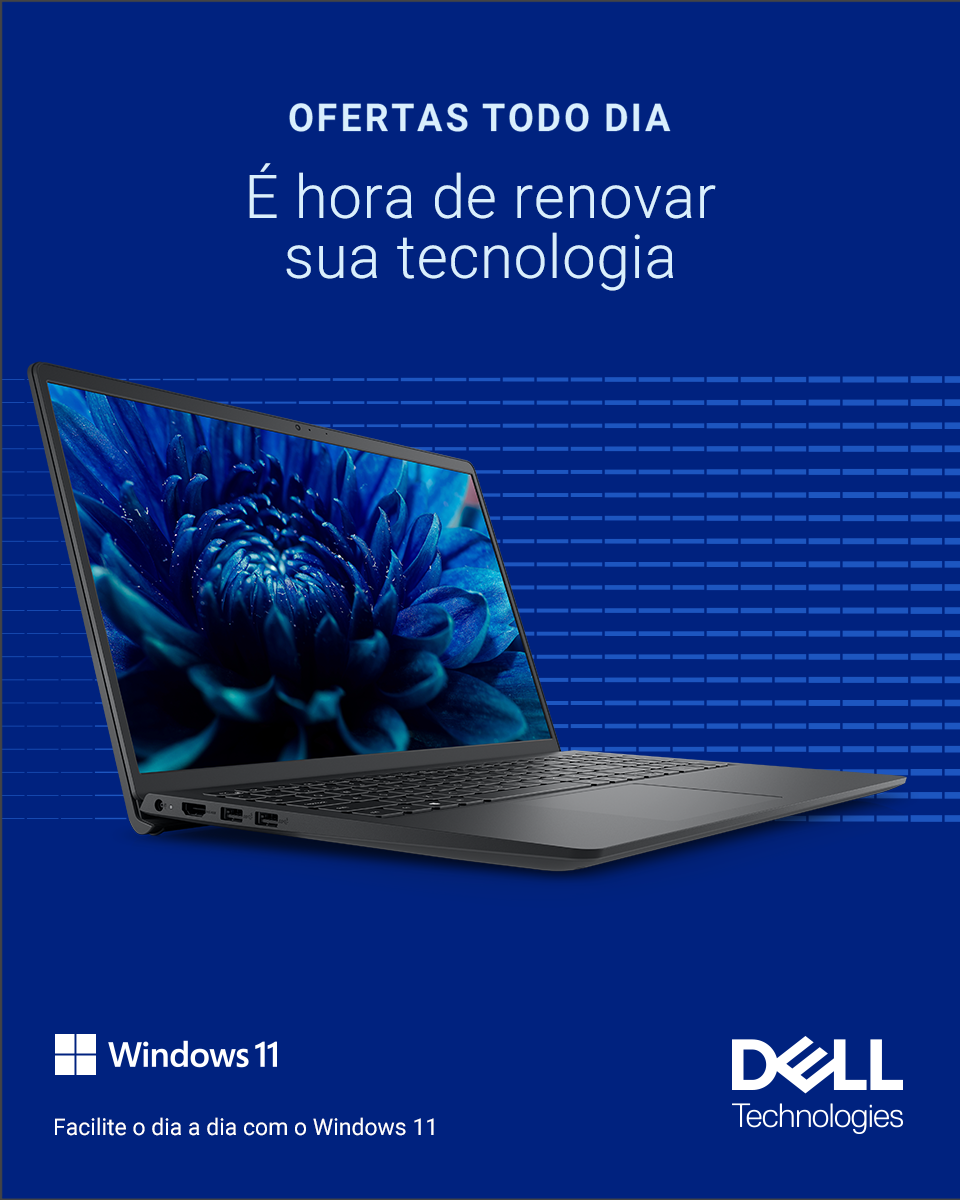 OFERTAS TODO DIA
É hora de renovar
sua tecnologia
Windows 11
Facilite o dia a dia com o Windows 11
DELL
Technologies